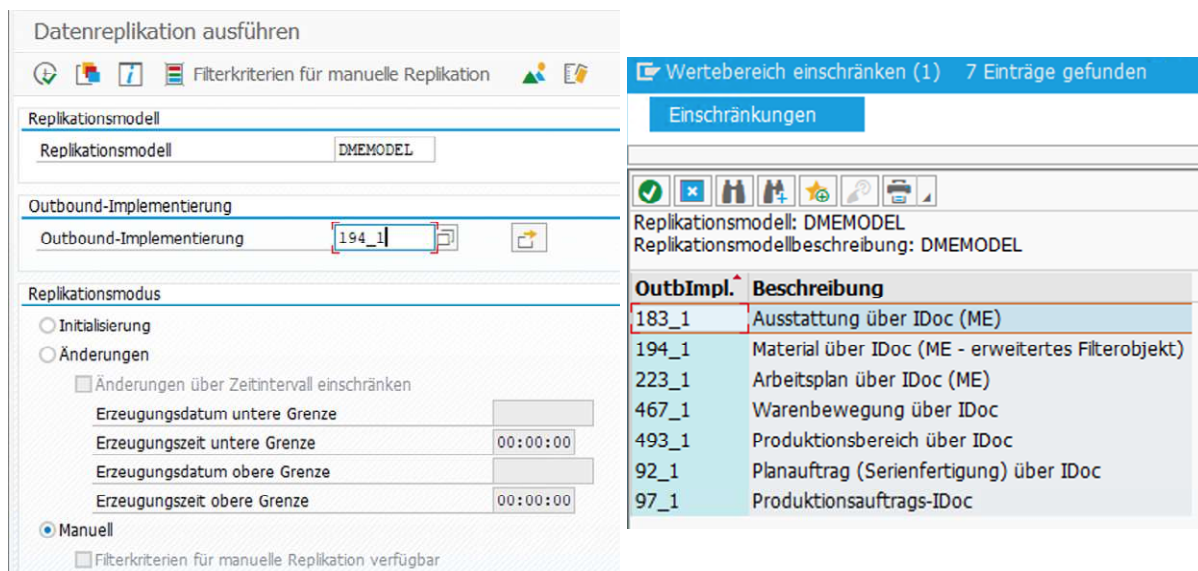 Datenreplikation ausführen
Filterkriterien für manuelle Replikation
Replikationsmodell
Replikationsmodell DMEMODEL
Outbound-Implementierung
Outbound-Implementierung 194_1
Replikationsmodus
Initialisierung
Änderungen
Änderungen über Zeitintervall einschränken
Erzeugungsdatum untere Grenze
Erzeugungszeit untere Grenze 00:00:00
Erzeugungsdatum obere Grenze
Erzeugungszeit obere Grenze 00:00:00
Manuell
Filterkriterien für manuelle Replikation verfügbar
Wertebereich einschränken (1) 7 Einträge gefunden
Einschränkungen
Replikationsmodell: DMEMODEL
Replikationsmodellbeschreibung: DMEMODEL
OutbImpl. Beschreibung
183_1 Ausstattung über IDoc (ME)
194_1 Material über IDoc (ME - erweitertes Filterobjekt)
223_1 Arbeitsplan über IDoc (ME)
467_1 Warenbewegung über IDoc
493_1 Produktionsbereich über IDoc
92_1 Planauftrag (Serienfertigung) über IDoc
97_1 Produktionsauftrags-IDoc